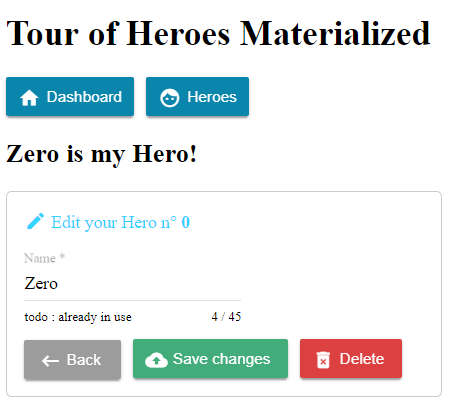 Tour of Heroes Materialized
Dashboard Heroes
Zero is my Hero!
Edit your Hero n° 0
Name *
Zero
todo : already in use 4 / 45
Back Save changes Delete